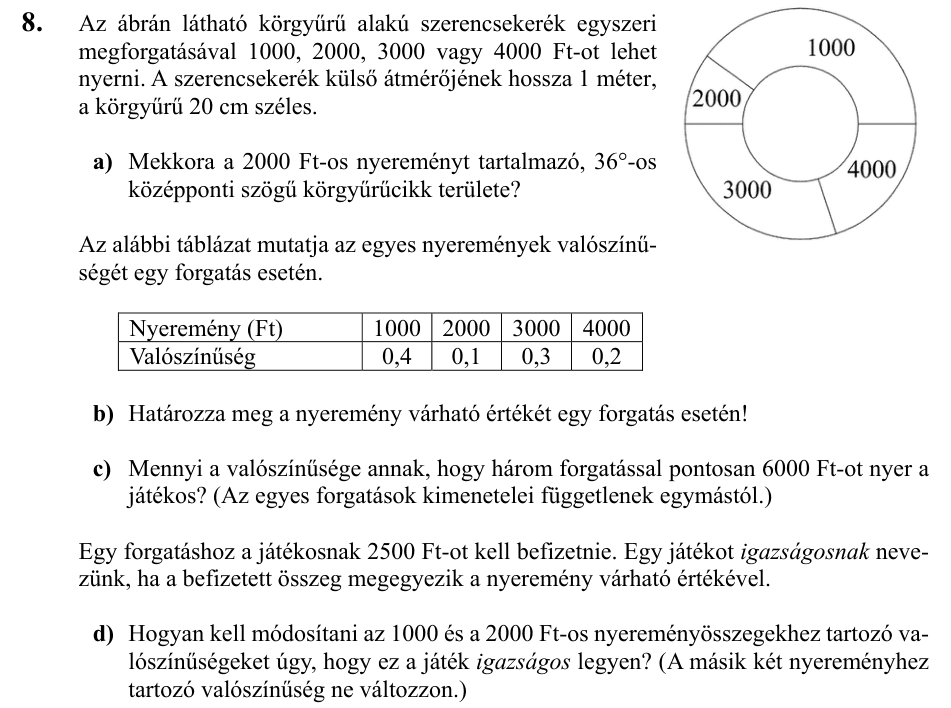 8. Az ábrán látható körgyűrű alakú szerencsekerék egyszeri
megforgatásával 1000, 2000, 3000 vagy 4000 Ft-ot lehet
nyerni. A szerencsekerék külső átmérőjének hossza 1 méter,
a körgyűrű 20 cm széles.
1000
2000
4000
3000
a) Mekkora a 2000 Ft-os nyereményt tartalmazó, 36°-os
középponti szögű körgyűrűcikk területe?
Az alábbi táblázat mutatja az egyes nyeremények valószínű-
ségét egy forgatás esetén.
Nyeremény (Ft) 1000 2000 3000 4000
Valószínűség 0,4 0,1 0,3 0,2
b) Határozza meg a nyeremény várható értékét egy forgatás esetén!
c) Mennyi a valószínűsége annak, hogy három forgatással pontosan 6000 Ft-ot nyer a
játékos? (Az egyes forgatások kimenetelei függetlenek egymástól.)
Egy forgatáshoz a játékosnak 2500 Ft-ot kell befizetnie. Egy játékot igazságosnak neve-
zünk, ha a befizetett összeg megegyezik a nyeremény várható értékével.
d) Hogyan kell módosítani az 1000 és a 2000 Ft-os nyereményösszegekhez tartozó va-
lószínűségeket úgy, hogy ez a játék igazságos legyen? (A másik két nyereményhez
tartozó valószínűség ne változzon.)